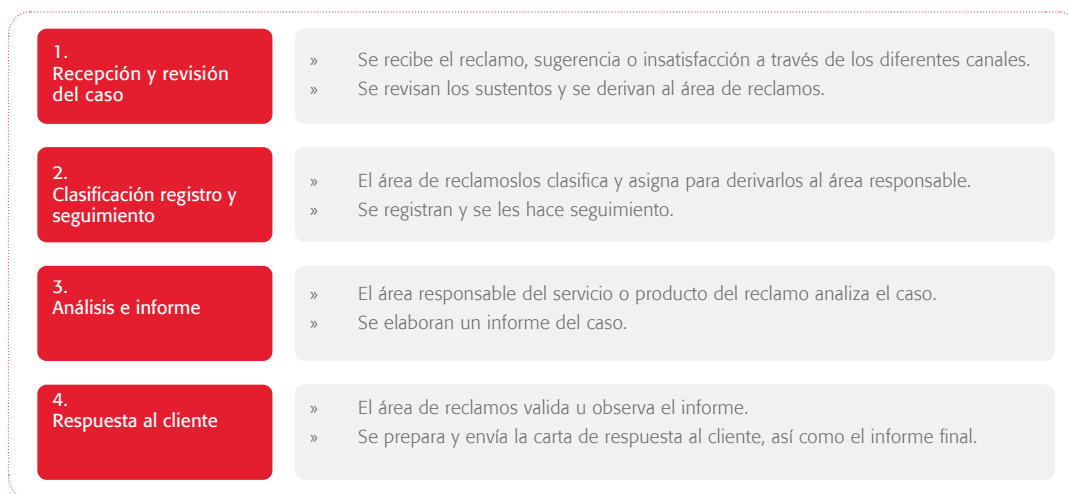 1.
Recepción y revisión
del caso
» Se recibe el reclamo, sugerencia o insatisfacción a través de los diferentes canales.
» Se revisan los sustentos y se derivan al área de reclamos.
2.
Clasificación registro y
seguimiento
» El área de reclamoslos clasifica y asigna para derivarlos al área responsable.
» Se registran y se les hace seguimiento.
3.
Análisis e informe
» El área responsable del servicio o producto del reclamo analiza el caso.
» Se elaboran un informe del caso.
4.
Respuesta al cliente
» El área de reclamos valida u observa el informe.
» Se prepara y envía la carta de respuesta al cliente, así como el informe final.